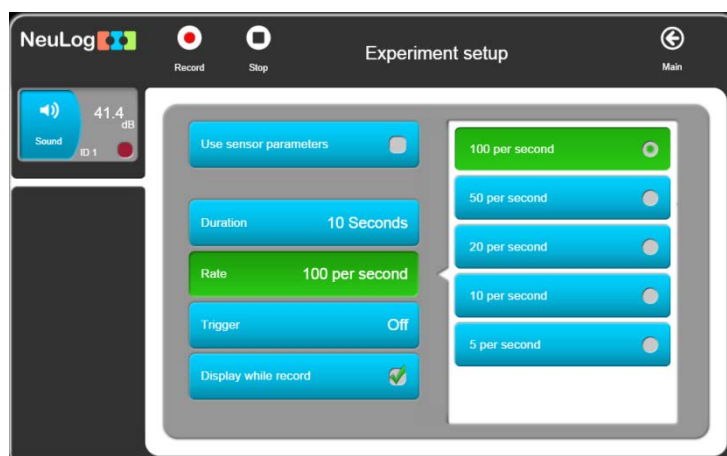 NeuLog
Record
Stop
Experiment setup
Main
41.4
dB
Sound
ID 1
Use sensor parameters
Duration 10 Seconds
Rate 100 per second
Trigger Off
Display while record
100 per second
50 per second
20 per second
10 per second
5 per second